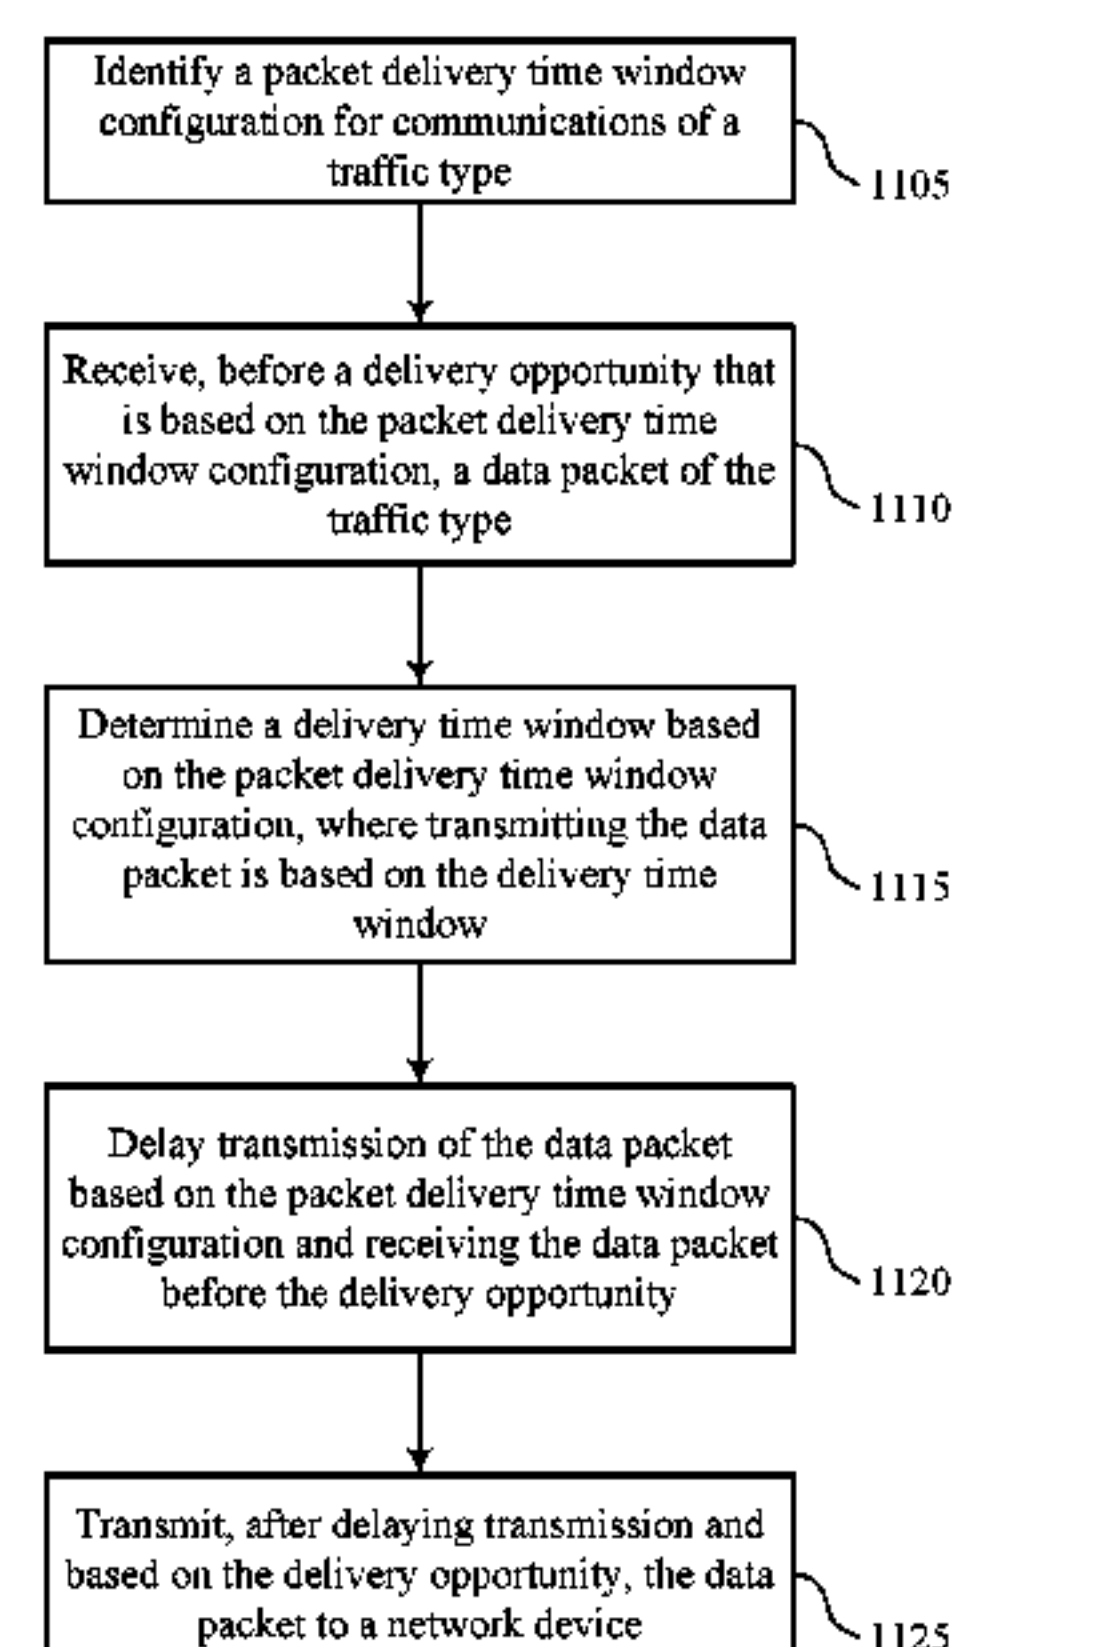 Identify a packet delivery time window
configuration for communications of a
traffic type
1105
Receive, before a delivery opportunity that
is based on the packet delivery time
window configuration, a data packet of the
traffic type
1110
Determine a delivery time window based
on the packet delivery time window
configuration, where transmitting the data
packet is based on the delivery time
window
1115
Delay transmission of the data packet
based on the packet delivery time window
configuration and receiving the data packet
before the delivery opportunity
1120
Transmit, after delaying transmission and
based on the delivery opportunity, the data
packet to a network device
1125